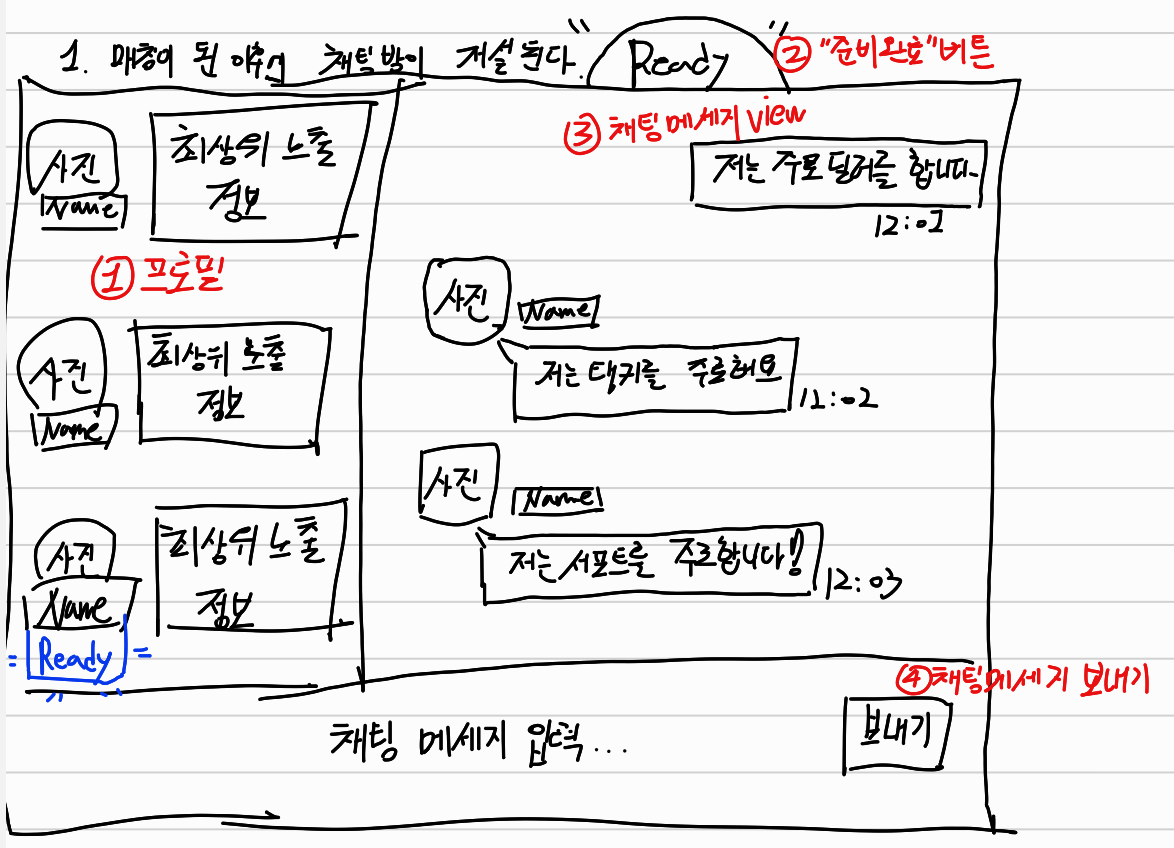 1. 매칭이 된 이후에 채팅방이 개설된다.
Ready
② "준비완료"버튼
사진
Name
최상위 노출
정보
① 프로필
사진
Name
최상위 노출
정보
사진
Name
Ready
최상위 노출
정보
③ 채팅메세지 view
저는 주로 딜러를 합니다.
12:01
사진
Name
저는 탱커를 주로해요
12:02
사진
Name
저는 서포트를 주로합니다!
12:03
④ 채팅메세지 보내기
채팅 메세지 입력...
보내기